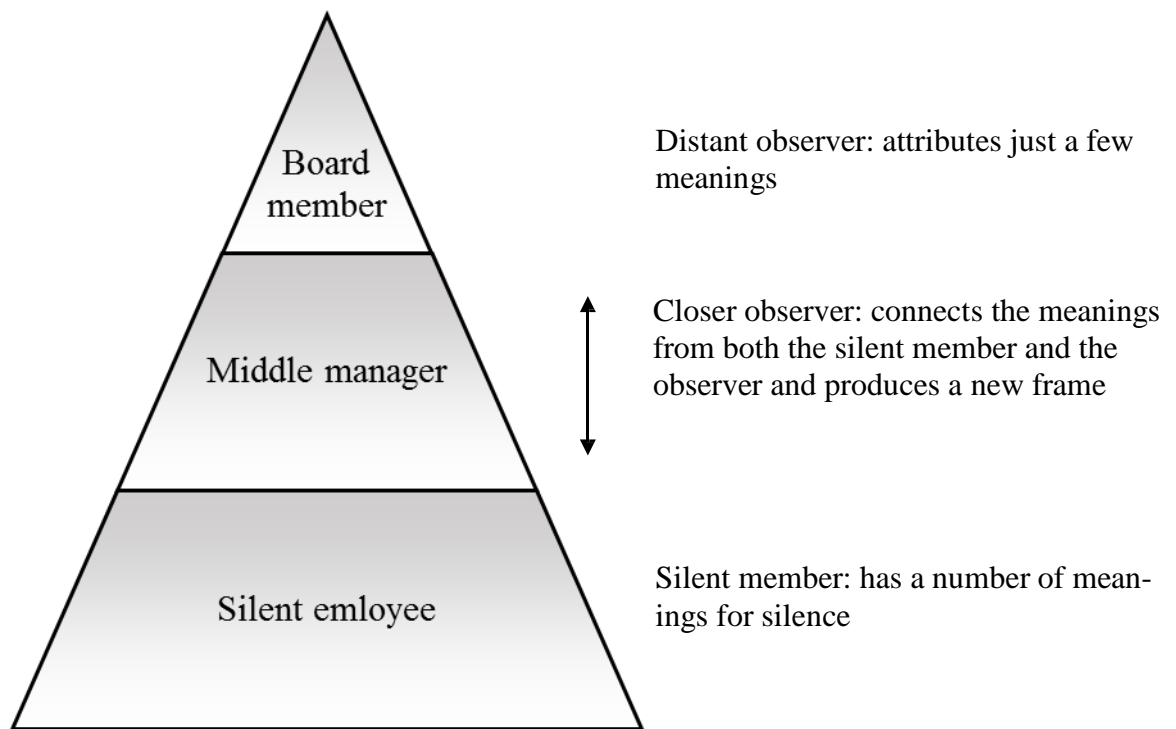 Board
member
Distant observer: attributes just a few
meanings
Middle manager
Closer observer: connects the meanings
from both the silent member and the
observer and produces a new frame
Silent emloyee
Silent member: has a number of mean-
ings for silence